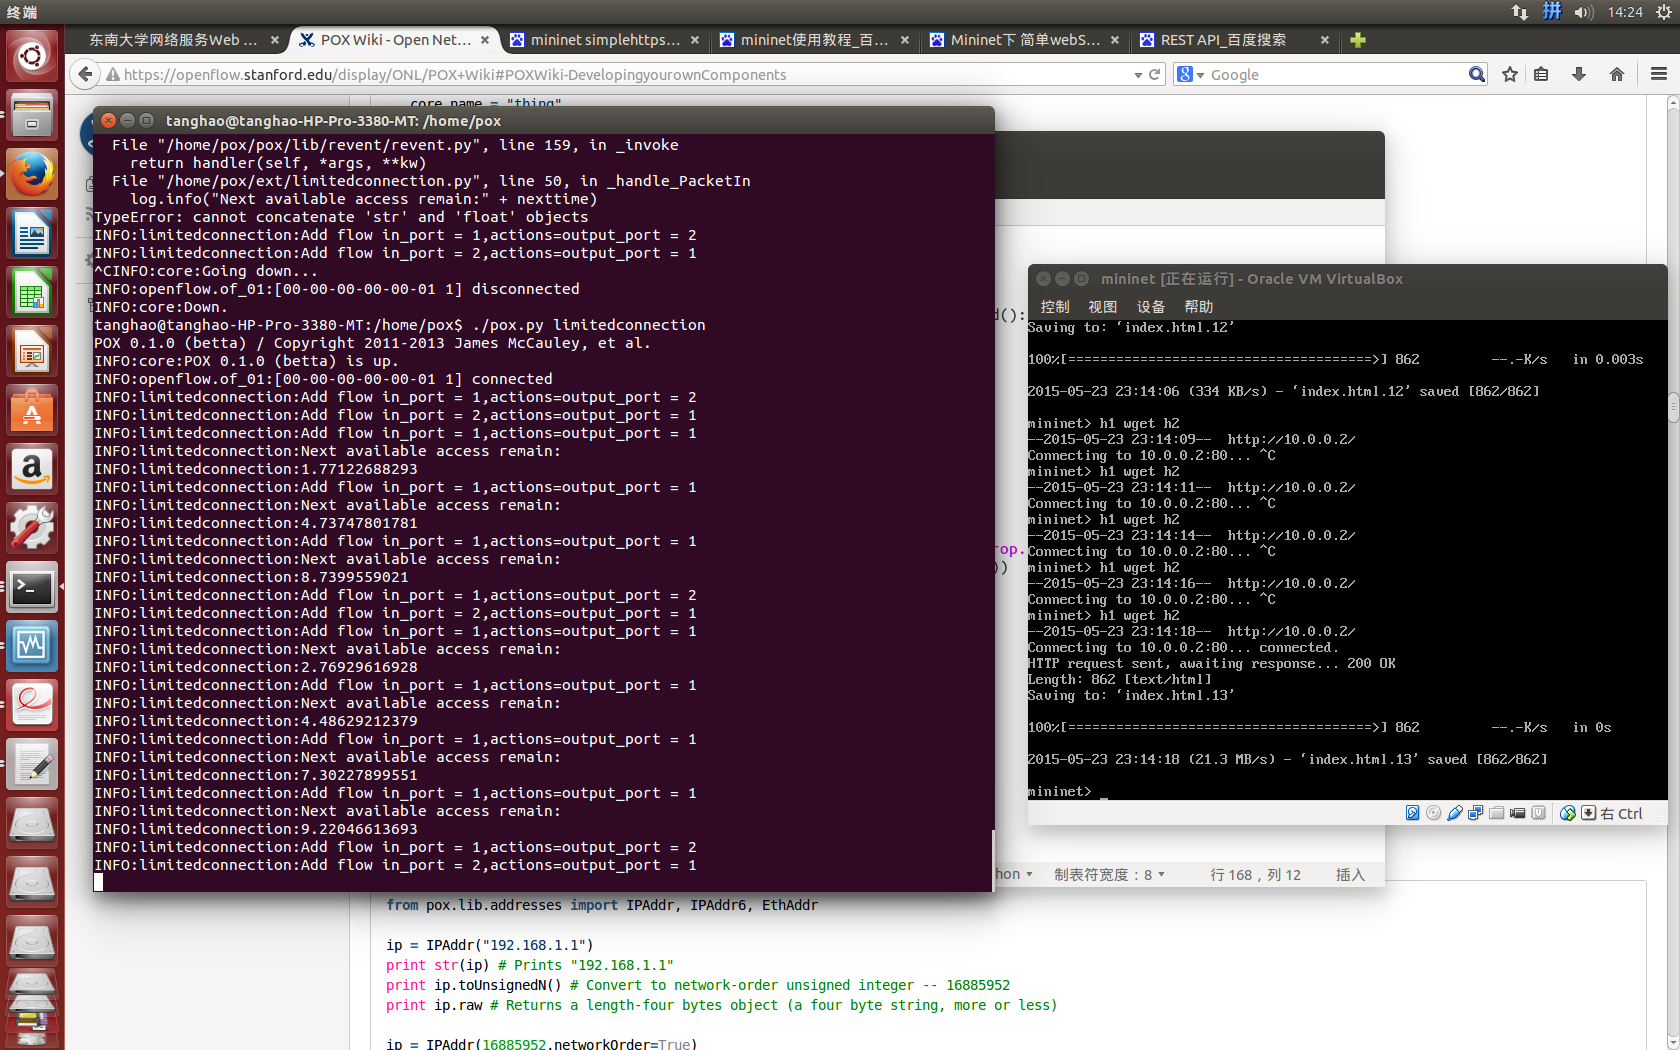 终端
14:24
东南大学网络服务Web ...
POX Wiki - Open Net...
mininet simplehttps...
mininet使用教程_百...
Mininet下 简单webS...
REST API_百度搜索
https://openflow.stanford.edu/display/ONL/POX+Wiki#POXWiki-DevelopingyourownComponents
Google
core.name = "thing"
tanghao@tanghao-HP-Pro-3380-MT: /home/pox
File "/home/pox/pox/lib/revent/revent.py", line 159, in _invoke
return handler(self, *args, **kw)
File "/home/pox/ext/limitedconnection.py", line 50, in _handle_PacketIn
log.info("Next available access remain:" + nexttime)
TypeError: cannot concatenate 'str' and 'float' objects
INFO:limitedconnection:Add flow in_port = 1,actions=output_port = 2
INFO:limitedconnection:Add flow in_port = 2,actions=output_port = 1
^CINFO:core:Going down...
INFO:openflow.of_01:[00-00-00-00-00-01 1] disconnected
INFO:core:Down.
tanghao@tanghao-HP-Pro-3380-MT:/home/pox$ ./pox.py limitedconnection
POX 0.1.0 (betta) / Copyright 2011-2013 James McCauley, et al.
INFO:core:POX 0.1.0 (betta) is up.
INFO:openflow.of_01:[00-00-00-00-00-01 1] connected
INFO:limitedconnection:Add flow in_port = 1,actions=output_port = 2
INFO:limitedconnection:Add flow in_port = 2,actions=output_port = 1
INFO:limitedconnection:Add flow in_port = 1,actions=output_port = 1
INFO:limitedconnection:Next available access remain:
INFO:limitedconnection:1.77122688293
INFO:limitedconnection:Add flow in_port = 1,actions=output_port = 1
INFO:limitedconnection:Next available access remain:
INFO:limitedconnection:4.73747801781
INFO:limitedconnection:Add flow in_port = 1,actions=output_port = 1
INFO:limitedconnection:Next available access remain:
INFO:limitedconnection:8.7399559021
INFO:limitedconnection:Add flow in_port = 1,actions=output_port = 2
INFO:limitedconnection:Add flow in_port = 2,actions=output_port = 1
INFO:limitedconnection:Add flow in_port = 1,actions=output_port = 1
INFO:limitedconnection:Next available access remain:
INFO:limitedconnection:2.76929616928
INFO:limitedconnection:Add flow in_port = 1,actions=output_port = 1
INFO:limitedconnection:Next available access remain:
INFO:limitedconnection:4.48629212379
INFO:limitedconnection:Add flow in_port = 1,actions=output_port = 1
INFO:limitedconnection:Next available access remain:
INFO:limitedconnection:7.30227899551
INFO:limitedconnection:Add flow in_port = 1,actions=output_port = 1
INFO:limitedconnection:Next available access remain:
INFO:limitedconnection:9.22046613693
INFO:limitedconnection:Add flow in_port = 1,actions=output_port = 2
INFO:limitedconnection:Add flow in_port = 2,actions=output_port = 1
d():
rop.
))
mininet [正在运行] - Oracle VM VirtualBox
控制 视图 设备 帮助
Saving to: ‘index.html.12’
100%[======================================>] 862 --.-K/s in 0.003s
2015-05-23 23:14:06 (334 KB/s) - ‘index.html.12’ saved [862/862]
mininet> h1 wget h2
--2015-05-23 23:14:09-- http://10.0.0.2/
Connecting to 10.0.0.2:80... ^C
mininet> h1 wget h2
--2015-05-23 23:14:11-- http://10.0.0.2/
Connecting to 10.0.0.2:80... ^C
mininet> h1 wget h2
--2015-05-23 23:14:14-- http://10.0.0.2/
Connecting to 10.0.0.2:80... ^C
mininet> h1 wget h2
--2015-05-23 23:14:16-- http://10.0.0.2/
Connecting to 10.0.0.2:80... ^C
mininet> h1 wget h2
--2015-05-23 23:14:18-- http://10.0.0.2/
Connecting to 10.0.0.2:80... connected.
HTTP request sent, awaiting response... 200 OK
Length: 862 [text/html]
Saving to: ‘index.html.13’
100%[======================================>] 862 --.-K/s in 0s
2015-05-23 23:14:18 (21.3 MB/s) - ‘index.html.13’ saved [862/862]
mininet>
右 Ctrl
hon 制表符宽度：8 行 168，列 12 插入
from pox.lib.addresses import IPAddr, IPAddr6, EthAddr
ip = IPAddr("192.168.1.1")
print str(ip) # Prints "192.168.1.1"
print ip.toUnsignedN() # Convert to network-order unsigned integer -- 16885952
print ip.raw # Returns a length-four bytes object (a four byte string, more or less)
ip = IPAddr(16885952,networkOrder=True)